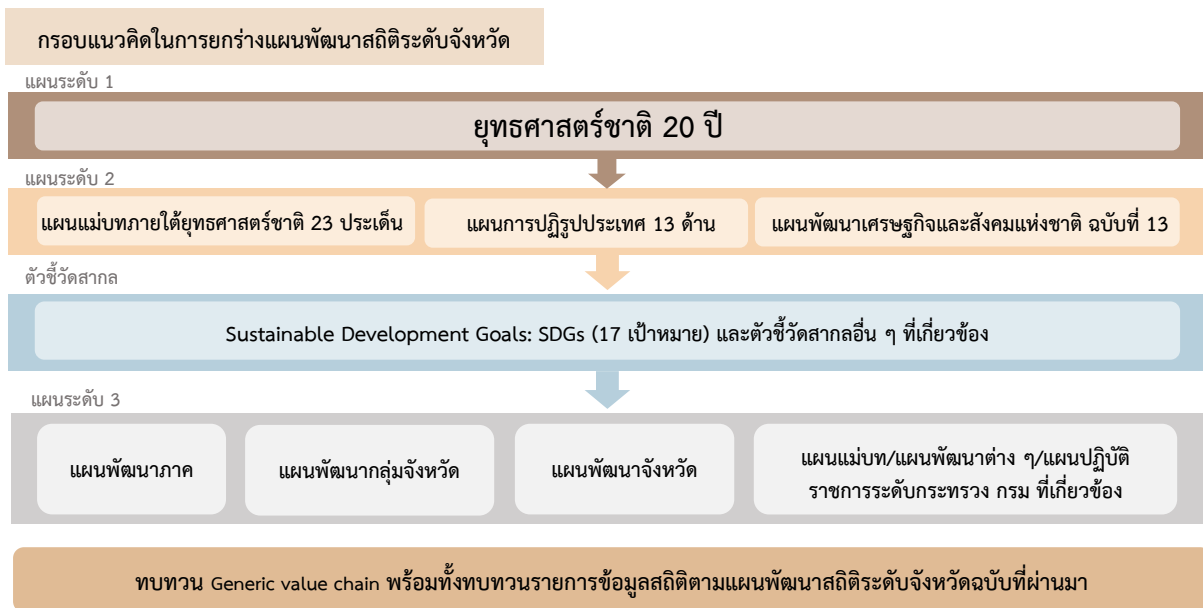 กรอบแนวคิดในการยกร่างแผนพัฒนาสถิติระดับจังหวัด
แผนระดับ 1
ยุทธศาสตร์ชาติ 20 ปี
แผนระดับ 2
แผนแม่บทภายใต้ยุทธศาสตร์ชาติ 23 ประเด็น
แผนการปฏิรูปประเทศ 13 ด้าน
แผนพัฒนาเศรษฐกิจและสังคมแห่งชาติ ฉบับที่ 13
ตัวชี้วัดสากล
Sustainable Development Goals: SDGs (17 เป้าหมาย) และตัวชี้วัดสากลอื่น ๆ ที่เกี่ยวข้อง
แผนระดับ 3
แผนพัฒนาภาค
แผนพัฒนากลุ่มจังหวัด
แผนพัฒนาจังหวัด
แผนแม่บท/แผนพัฒนาต่าง ๆ/แผนปฏิบัติ
ราชการระดับกระทรวง กรม ที่เกี่ยวข้อง
ทบทวน Generic value chain พร้อมทั้งทบทวนรายการข้อมูลสถิติตามแผนพัฒนาสถิติระดับจังหวัดฉบับที่ผ่านมา